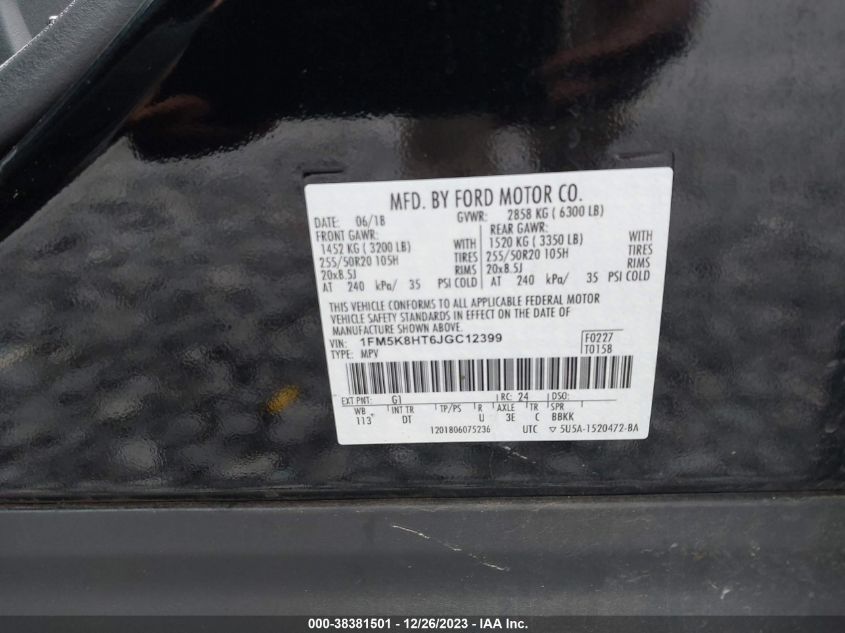 MFD. BY FORD MOTOR CO.
DATE: 06/18 GVWR: 2858 KG ( 6300 LB)
FRONT GAWR: REAR GAWR:
1452 KG ( 3200 LB) WITH 1520 KG ( 3350 LB) WITH
255/50R20 105H TIRES 255/50R20 105H TIRES
20x8.5J RIMS 20x8.5J RIMS
AT 240 kPa/ 35 PSI COLD AT 240 kPa/ 35 PSI COLD
THIS VEHICLE CONFORMS TO ALL APPLICABLE FEDERAL MOTOR
VEHICLE SAFETY STANDARDS IN EFFECT ON THE DATE OF
MANUFACTURE SHOWN ABOVE.
VIN: 1FM5K8HT6JGC12399 F0227
TYPE: MPV T0158
EXT PNT: G1 RC: 24 DSO:
WB INT TR TP/PS R AXLE TR SPR
113" DT U 3E C BBKK
1201806075236 UTC ▽ 5U5A-1520472-BA
000-38381501 - 12/26/2023 - IAA Inc.